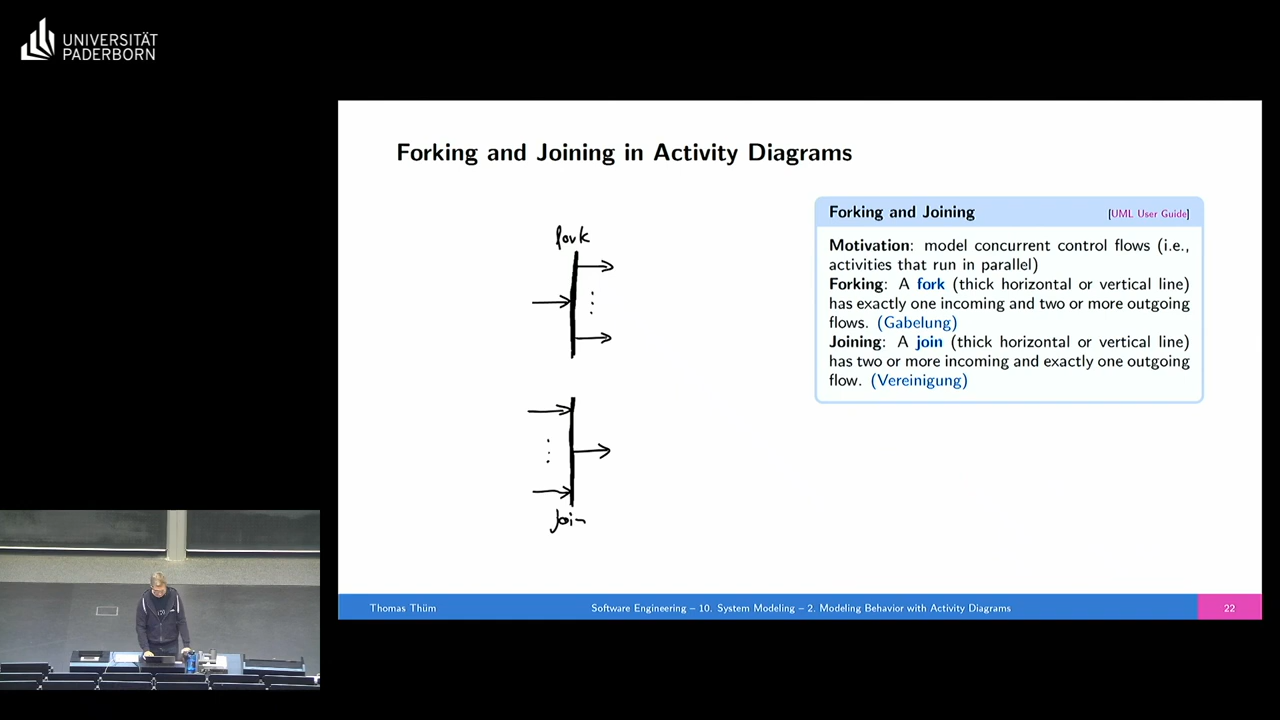 UNIVERSITÄT
PADERBORN
Forking and Joining in Activity Diagrams
fork
join
Forking and Joining [UML User Guide]
Motivation: model concurrent control flows (i.e.,
activities that run in parallel)
Forking: A fork (thick horizontal or vertical line)
has exactly one incoming and two or more outgoing
flows. (Gabelung)
Joining: A join (thick horizontal or vertical line)
has two or more incoming and exactly one outgoing
flow. (Vereinigung)
Thomas Thüm Software Engineering – 10. System Modeling – 2. Modeling Behavior with Activity Diagrams 22